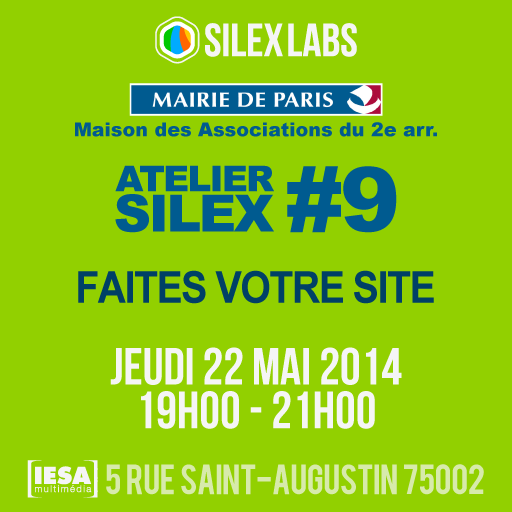 SILEX LABS
MAIRIE DE PARIS
Maison des Associations du 2e arr.
ATELIER
SILEX #9
FAITES VOTRE SITE
JEUDI 22 MAI 2014
19H00 - 21H00
[IESA multimédia] 5 RUE SAINT-AUGUSTIN 75002